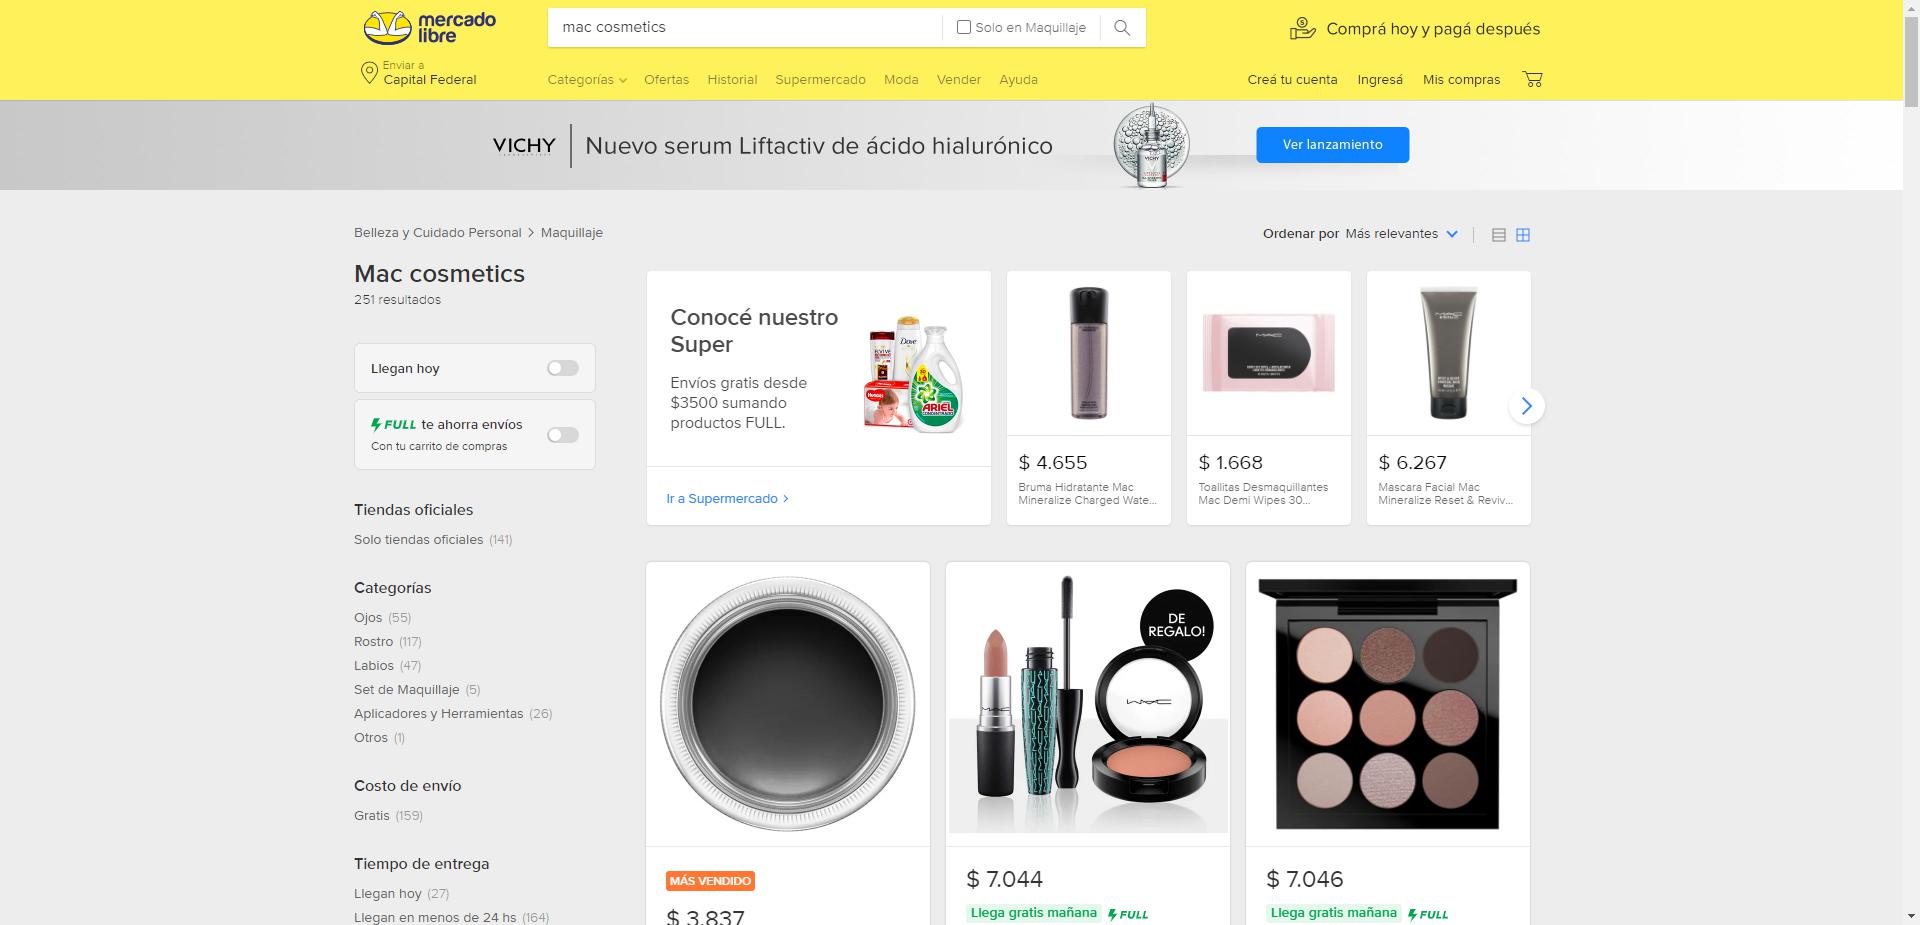 mercado
libre
mac cosmetics
Solo en Maquillaje
Comprá hoy y pagá después
Enviar a
Capital Federal
Categorías
Ofertas
Historial
Supermercado
Moda
Vender
Ayuda
Creá tu cuenta
Ingresá
Mis compras
VICHY
Nuevo serum Liftactiv de ácido hialurónico
VICHY
Ver lanzamiento
Belleza y Cuidado Personal > Maquillaje
Ordenar por Más relevantes
Mac cosmetics
251 resultados
Llegan hoy
FULL te ahorra envíos
Con tu carrito de compras
Tiendas oficiales
Solo tiendas oficiales (141)
Categorías
Ojos (55)
Rostro (117)
Labios (47)
Set de Maquillaje (5)
Aplicadores y Herramientas (26)
Otros (1)
Costo de envío
Gratis (159)
Tiempo de entrega
Llegan hoy (27)
Llegan en menos de 24 hs (164)
Conocé nuestro
Super
Envíos gratis desde
$3500 sumando
productos FULL.
Dove
ARIEL
Ir a Supermercado >
$ 4.655
Bruma Hidratante Mac
Mineralize Charged Wate...
MAC
$ 1.668
Toallitas Desmaquillantes
Mac Demi Wipes 30...
MAC
$ 6.267
Mascara Facial Mac
Mineralize Reset & Reviv...
MÁS VENDIDO
$ 3.837
DE
REGALO!
MAC
MAC
$ 7.044
Llega gratis mañana FULL
$ 7.046
Llega gratis mañana FULL